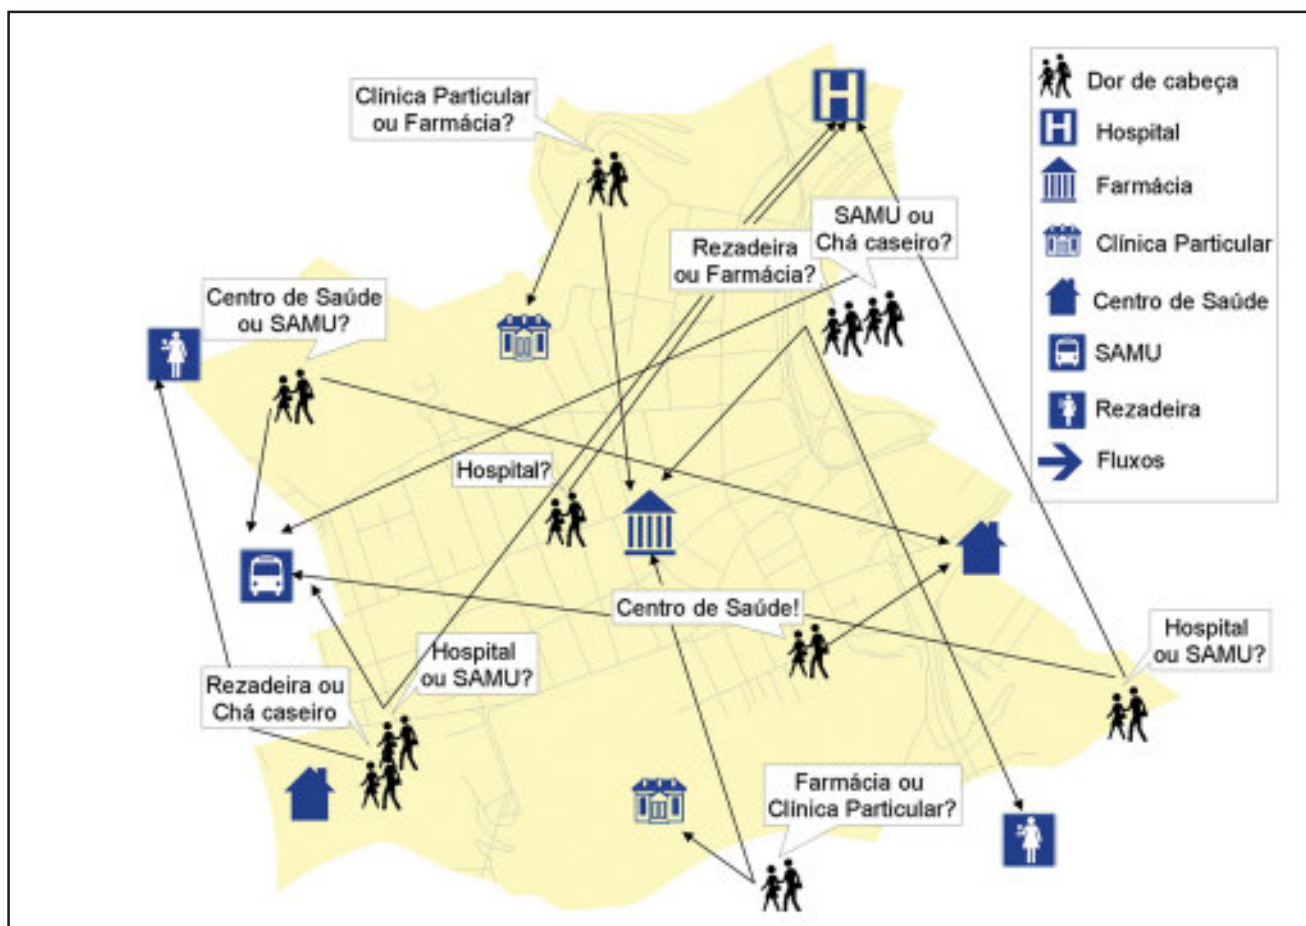 Clínica Particular
ou Farmácia?
SAMU ou
Chá caseiro?
Rezadeira
ou Farmácia?
Centro de Saúde
ou SAMU?
Hospital?
Centro de Saúde!
Hospital
ou SAMU?
Hospital
ou SAMU?
Rezadeira ou
Chá caseiro
Farmácia ou
Clínica Particular?
Dor de cabeça
H
Hospital
Farmácia
Clínica Particular
Centro de Saúde
SAMU
Rezadeira
Fluxos
H